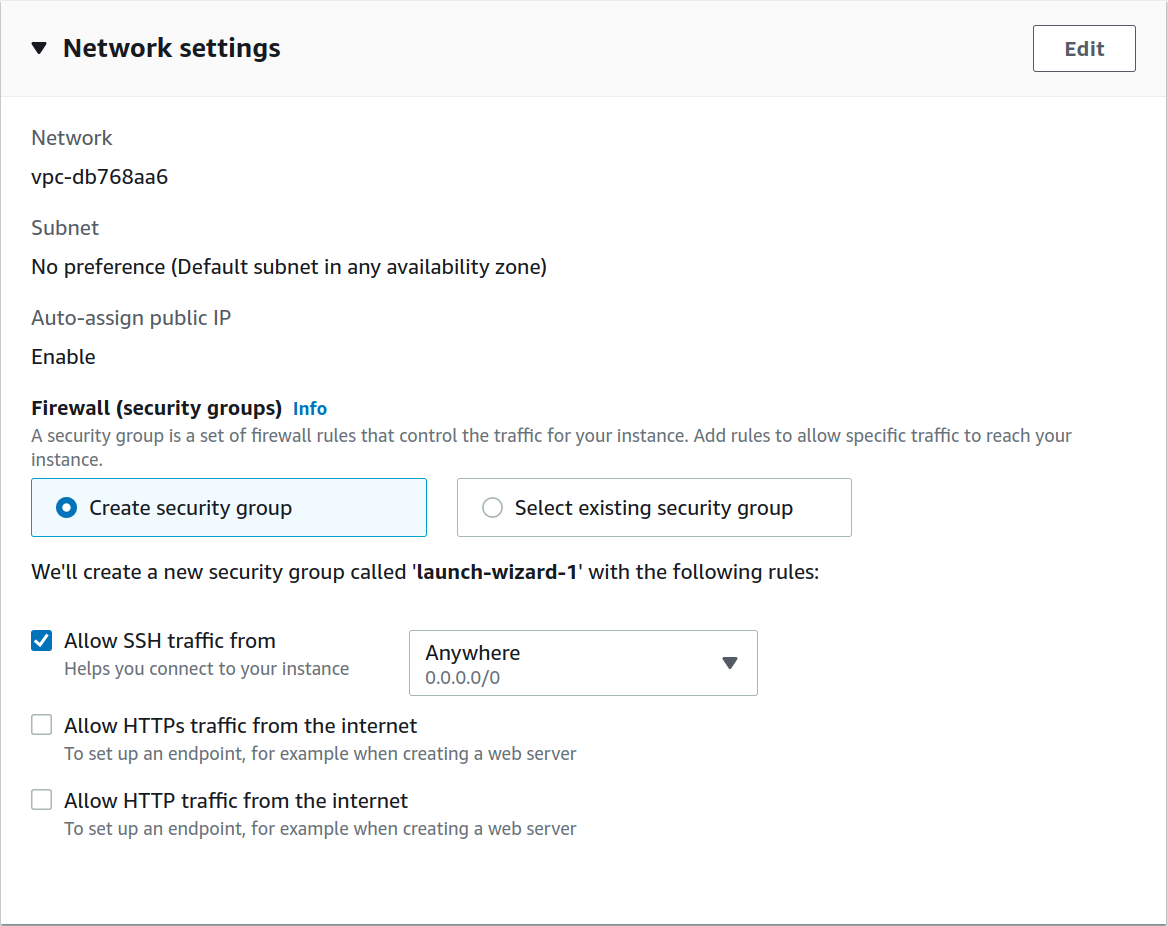 Network settings
Edit
Network
vpc-db768aa6
Subnet
No preference (Default subnet in any availability zone)
Auto-assign public IP
Enable
Firewall (security groups) Info
A security group is a set of firewall rules that control the traffic for your instance. Add rules to allow specific traffic to reach your
instance.
Create security group
Select existing security group
We'll create a new security group called 'launch-wizard-1' with the following rules:
Allow SSH traffic from
Helps you connect to your instance
Anywhere
0.0.0.0/0
Allow HTTPs traffic from the internet
To set up an endpoint, for example when creating a web server
Allow HTTP traffic from the internet
To set up an endpoint, for example when creating a web server